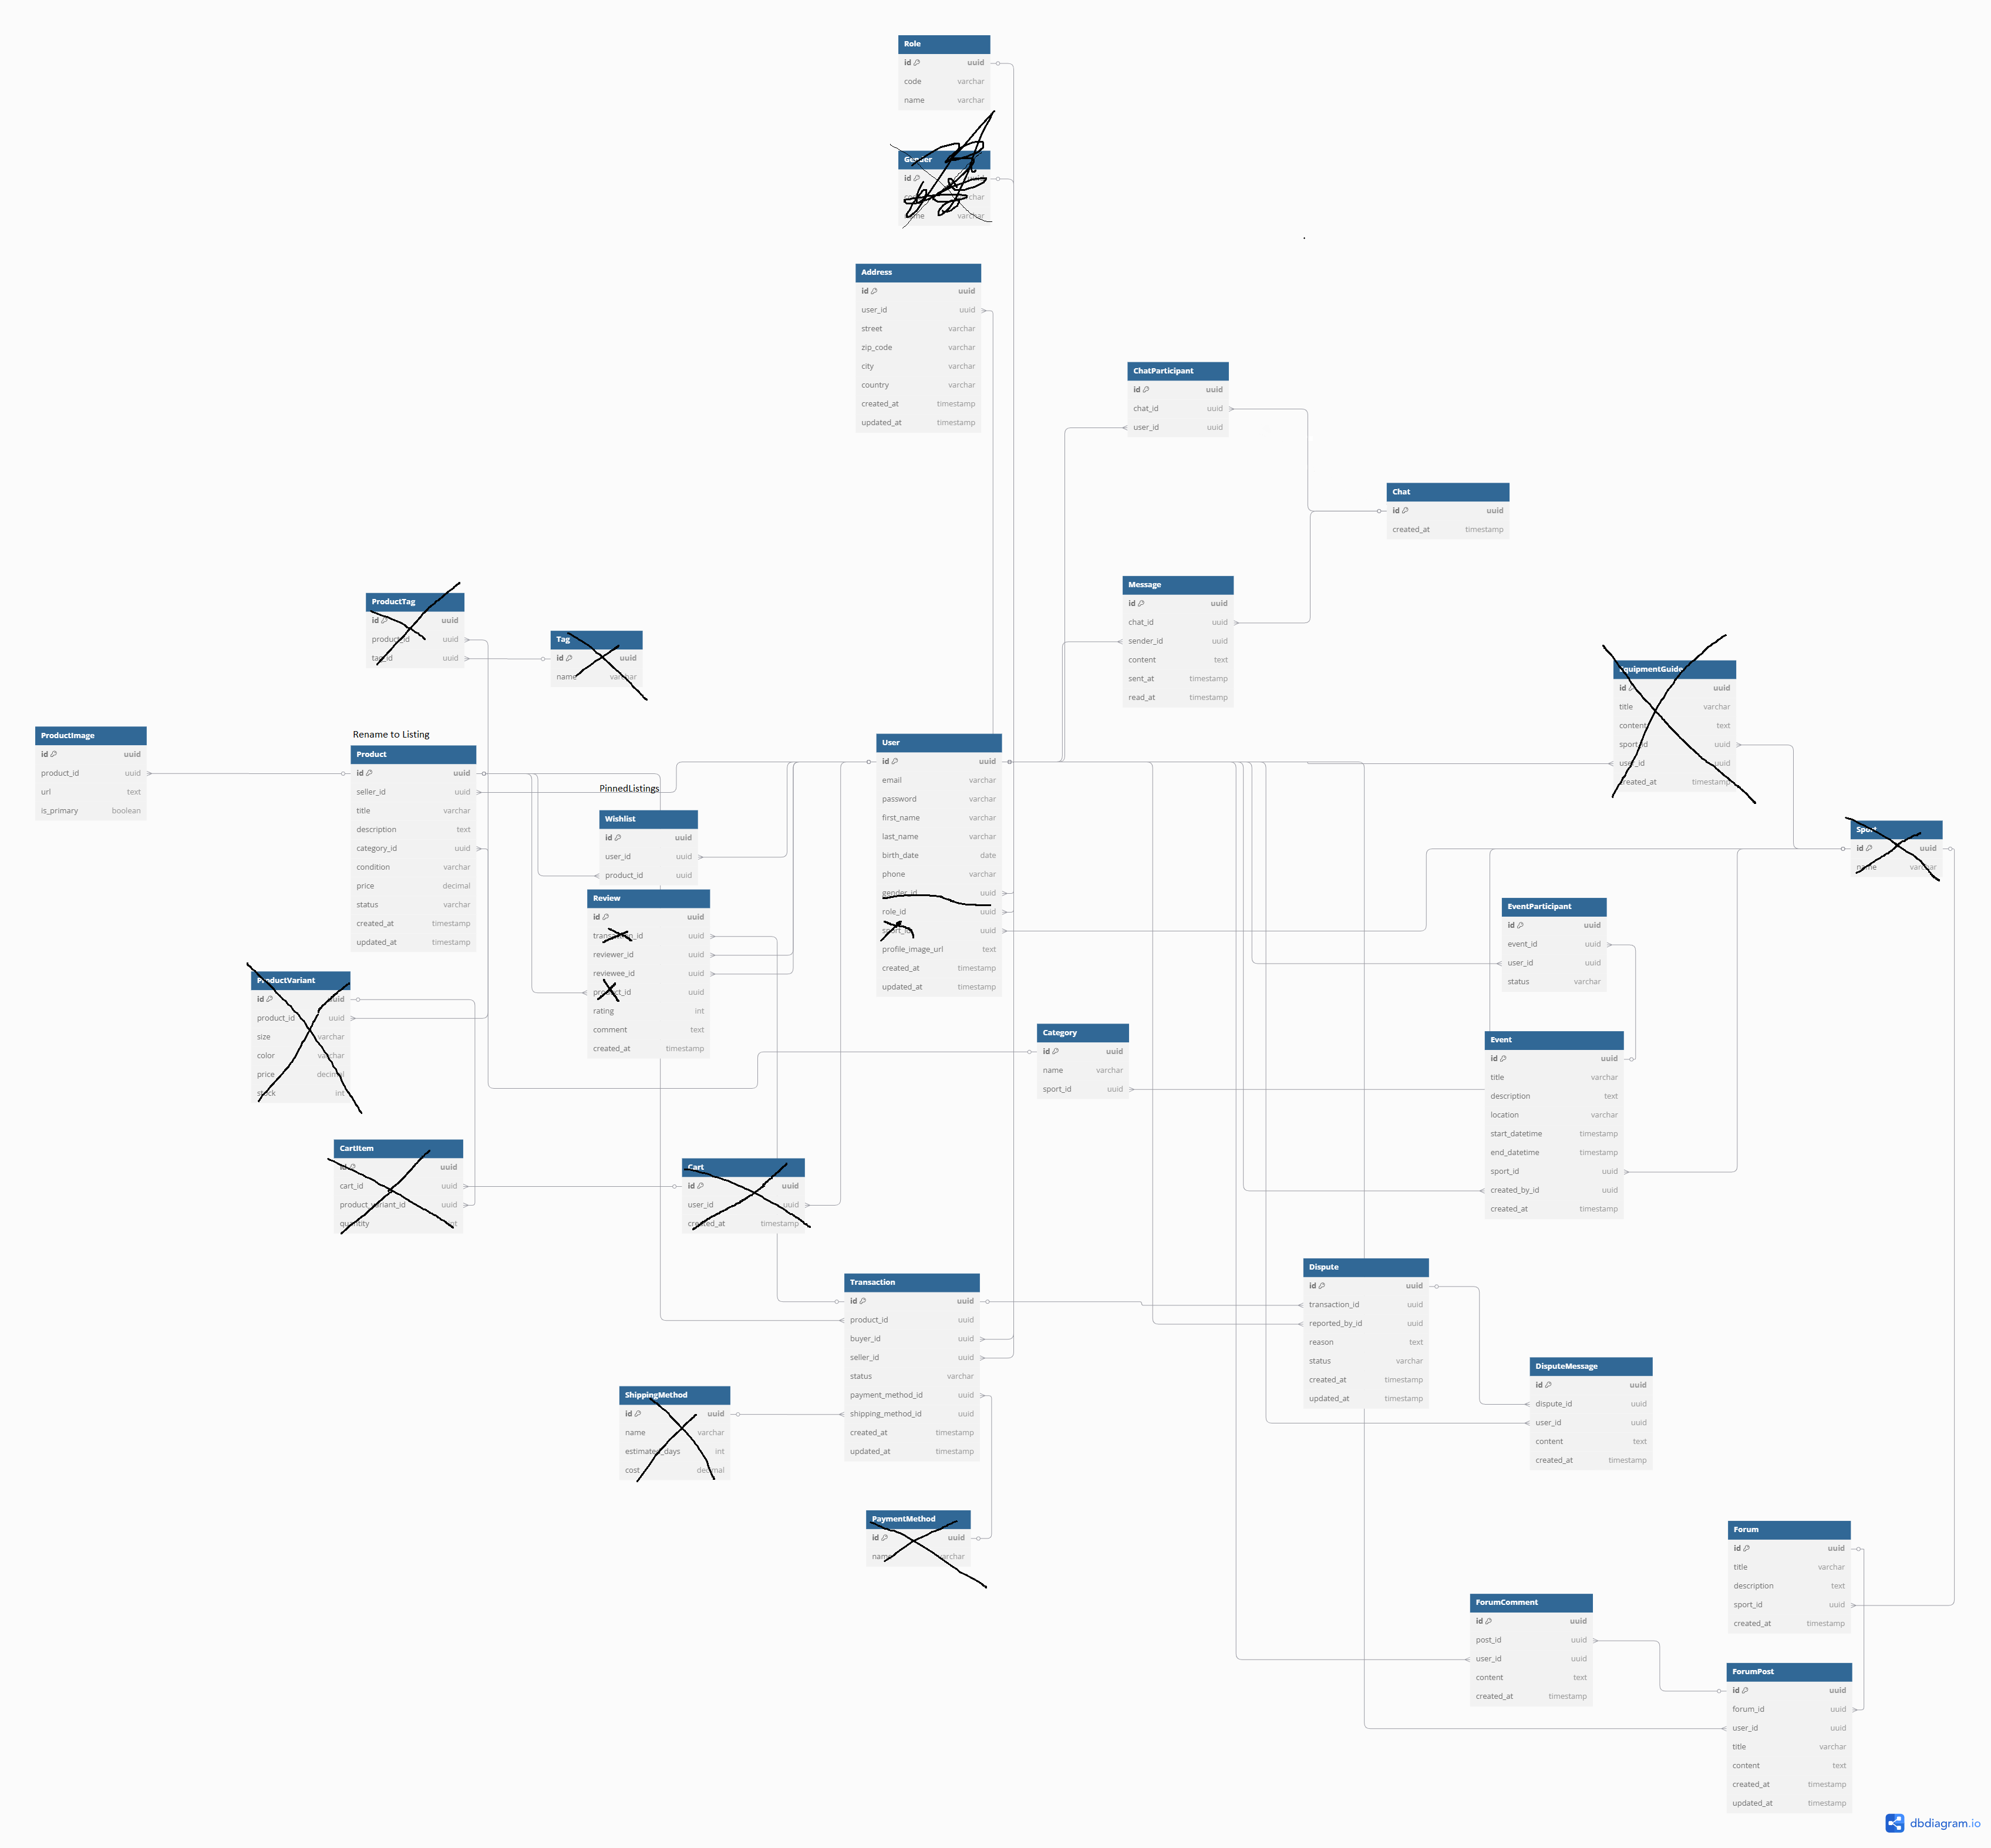 Role
id uuid
code varchar
name varchar
Gender
id uuid
name varchar
Address
id uuid
user_id uuid
street varchar
zip_code varchar
city varchar
country varchar
created_at timestamp
updated_at timestamp
ChatParticipant
id uuid
chat_id uuid
user_id uuid
Chat
id uuid
created_at timestamp
Message
id uuid
chat_id uuid
sender_id uuid
content text
sent_at timestamp
read_at timestamp
ProductTag
id uuid
product_id uuid
tag_id uuid
Tag
id uuid
name varchar
EquipmentGuide
id uuid
title varchar
content text
sport_id uuid
user_id uuid
created_at timestamp
ProductImage
id uuid
product_id uuid
url text
is_primary boolean
Rename to Listing
Product
id uuid
seller_id uuid
title varchar
description text
category_id uuid
condition varchar
price decimal
status varchar
created_at timestamp
updated_at timestamp
PinnedListings
Wishlist
id uuid
user_id uuid
product_id uuid
Review
id uuid
transaction_id uuid
reviewer_id uuid
reviewee_id uuid
product_id uuid
rating int
comment text
created_at timestamp
User
id uuid
email varchar
password varchar
first_name varchar
last_name varchar
birth_date date
phone varchar
gender_id uuid
role_id uuid
sport_id uuid
profile_image_url text
created_at timestamp
updated_at timestamp
Sport
id uuid
name varchar
EventParticipant
id uuid
event_id uuid
user_id uuid
status varchar
ProductVariant
id uuid
product_id uuid
size varchar
color varchar
price decimal
stock int
Category
id uuid
name varchar
sport_id uuid
Event
id uuid
title varchar
description text
location varchar
start_datetime timestamp
end_datetime timestamp
sport_id uuid
created_by_id uuid
created_at timestamp
CartItem
id uuid
cart_id uuid
product_variant_id uuid
quantity int
Cart
id uuid
user_id uuid
created_at timestamp
Transaction
id uuid
product_id uuid
buyer_id uuid
seller_id uuid
status varchar
payment_method_id uuid
shipping_method_id uuid
created_at timestamp
updated_at timestamp
Dispute
id uuid
transaction_id uuid
reported_by_id uuid
reason text
status varchar
created_at timestamp
updated_at timestamp
DisputeMessage
id uuid
dispute_id uuid
user_id uuid
content text
created_at timestamp
ShippingMethod
id uuid
name varchar
estimated_days int
cost decimal
PaymentMethod
id uuid
name varchar
Forum
id uuid
title varchar
description text
sport_id uuid
created_at timestamp
ForumComment
id uuid
post_id uuid
user_id uuid
content text
created_at timestamp
ForumPost
id uuid
forum_id uuid
user_id uuid
title varchar
content text
created_at timestamp
updated_at timestamp
dbdiagram.io